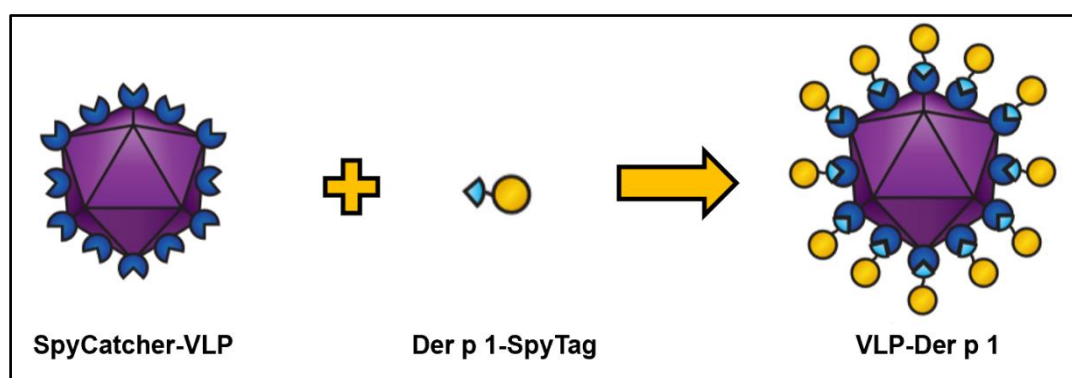 SpyCatcher-VLP
Der p 1-SpyTag
VLP-Der p 1